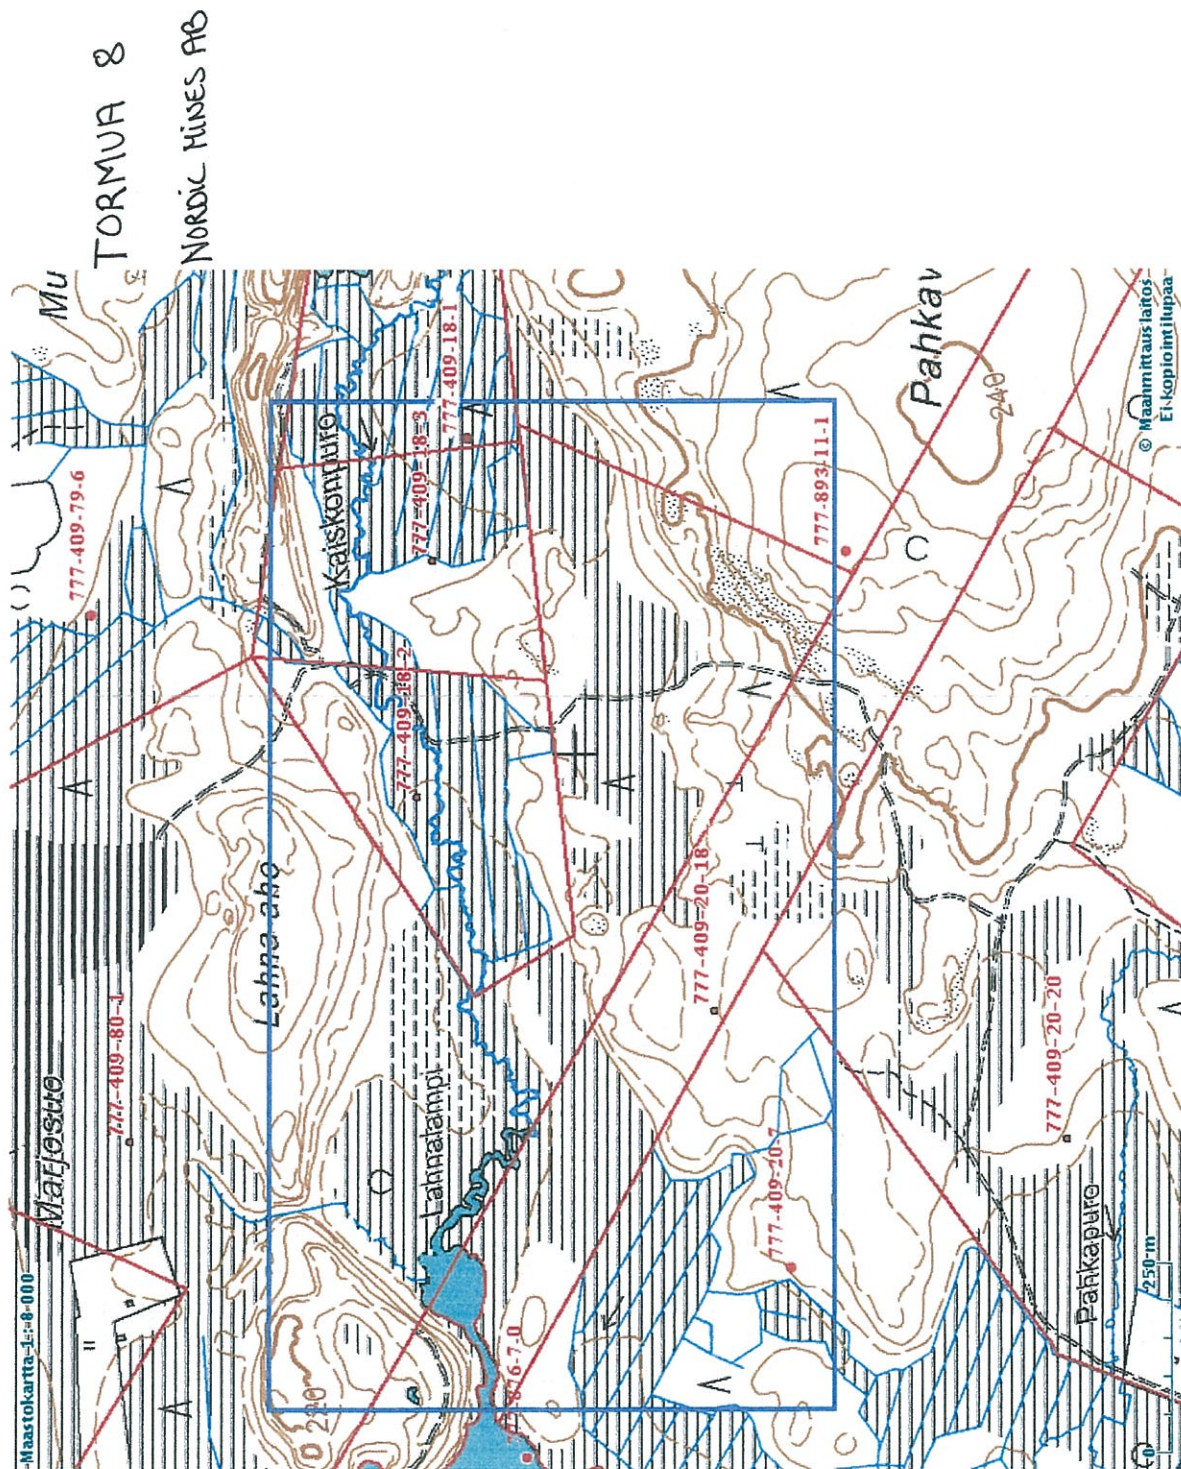 TORMUA 8
NORDIC MINES AB
Maastokarttta-1:8-000
Marjosuo
777-409-80-1
777-409-79-6
Mu
Lahna-aho
220
Kaiskonpuro
777-409-18-3
777-409-18-1
777-409-18-2
Lahnalampi
777-409-20-18
777-893-11-1
777-409-20-7
Pahkav
240
777-409-20-20
Pahkapuro
0
250 m
© Maanmittauslaitos
Ei kopiointilupaa